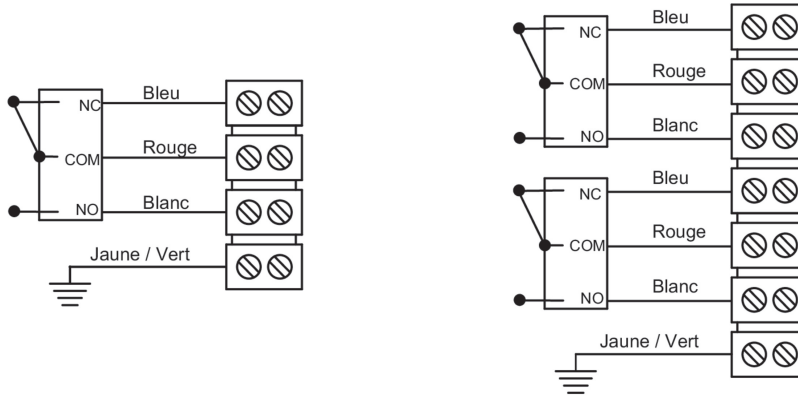 NC Bleu
COM Rouge
NO Blanc
Jaune / Vert
NC Bleu
COM Rouge
NO Blanc
NC Bleu
COM Rouge
NO Blanc
Jaune / Vert